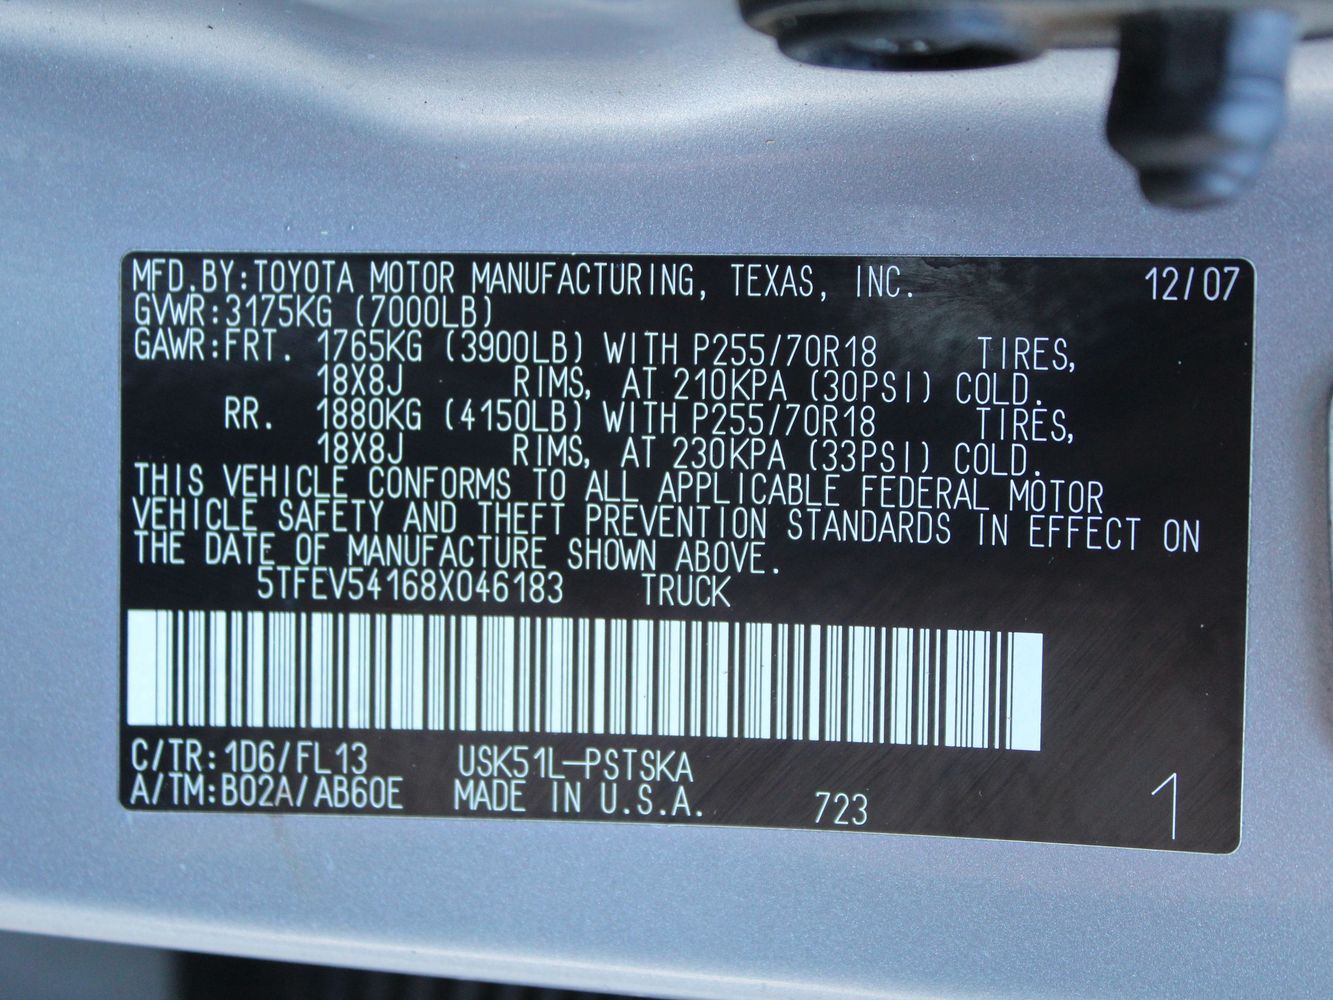 MFD.BY:TOYOTA MOTOR MANUFACTURING, TEXAS, INC. 12/07
GVWR:3175KG (7000LB)
GAWR:FRT. 1765KG (3900LB) WITH P255/70R18 TIRES,
18X8J RIMS, AT 210KPA (30PSI) COLD.
RR. 1880KG (4150LB) WITH P255/70R18 TIRES,
18X8J RIMS, AT 230KPA (33PSI) COLD.
THIS VEHICLE CONFORMS TO ALL APPLICABLE FEDERAL MOTOR
VEHICLE SAFETY AND THEFT PREVENTION STANDARDS IN EFFECT ON
THE DATE OF MANUFACTURE SHOWN ABOVE.
5TFEV54168X046183 TRUCK
C/TR:1D6/FL13 USK51L-PSTSKA
A/TM:B02A/AB60E MADE IN U.S.A. 723 1